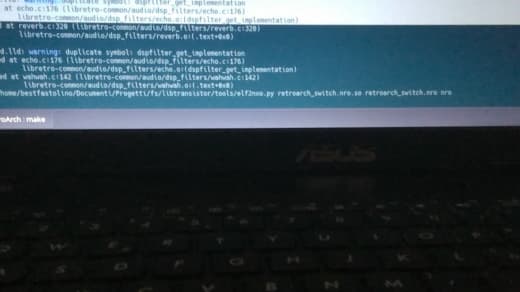 warning: duplicate symbol: dspfilter_get_implementation
at echo.c:176 (libretro-common/audio/dsp_filters/echo.c:176)
libretro-common/audio/dsp_filters/echo.o:(dspfilter_get_implementation)
at reverb.c:320 (libretro-common/audio/dsp_filters/reverb.c:320)
libretro-common/audio/dsp_filters/reverb.o:(.text+0x0)
d.lld: warning: duplicate symbol: dspfilter_get_implementation
ed at echo.c:176 (libretro-common/audio/dsp_filters/echo.c:176)
libretro-common/audio/dsp_filters/echo.o:(dspfilter_get_implementation)
ed at wahwah.c:142 (libretro-common/audio/dsp_filters/wahwah.c:142)
libretro-common/audio/dsp_filters/wahwah.o:(.text+0x0)
home/bestfastolino/Documenti/Progetti/fs/libtransistor/tools/elf2nxo.py retroarch_switch.nro.so retroarch_switch.nro nro
roArch : make
ASUS
W E R T Y U
D J K
B N M